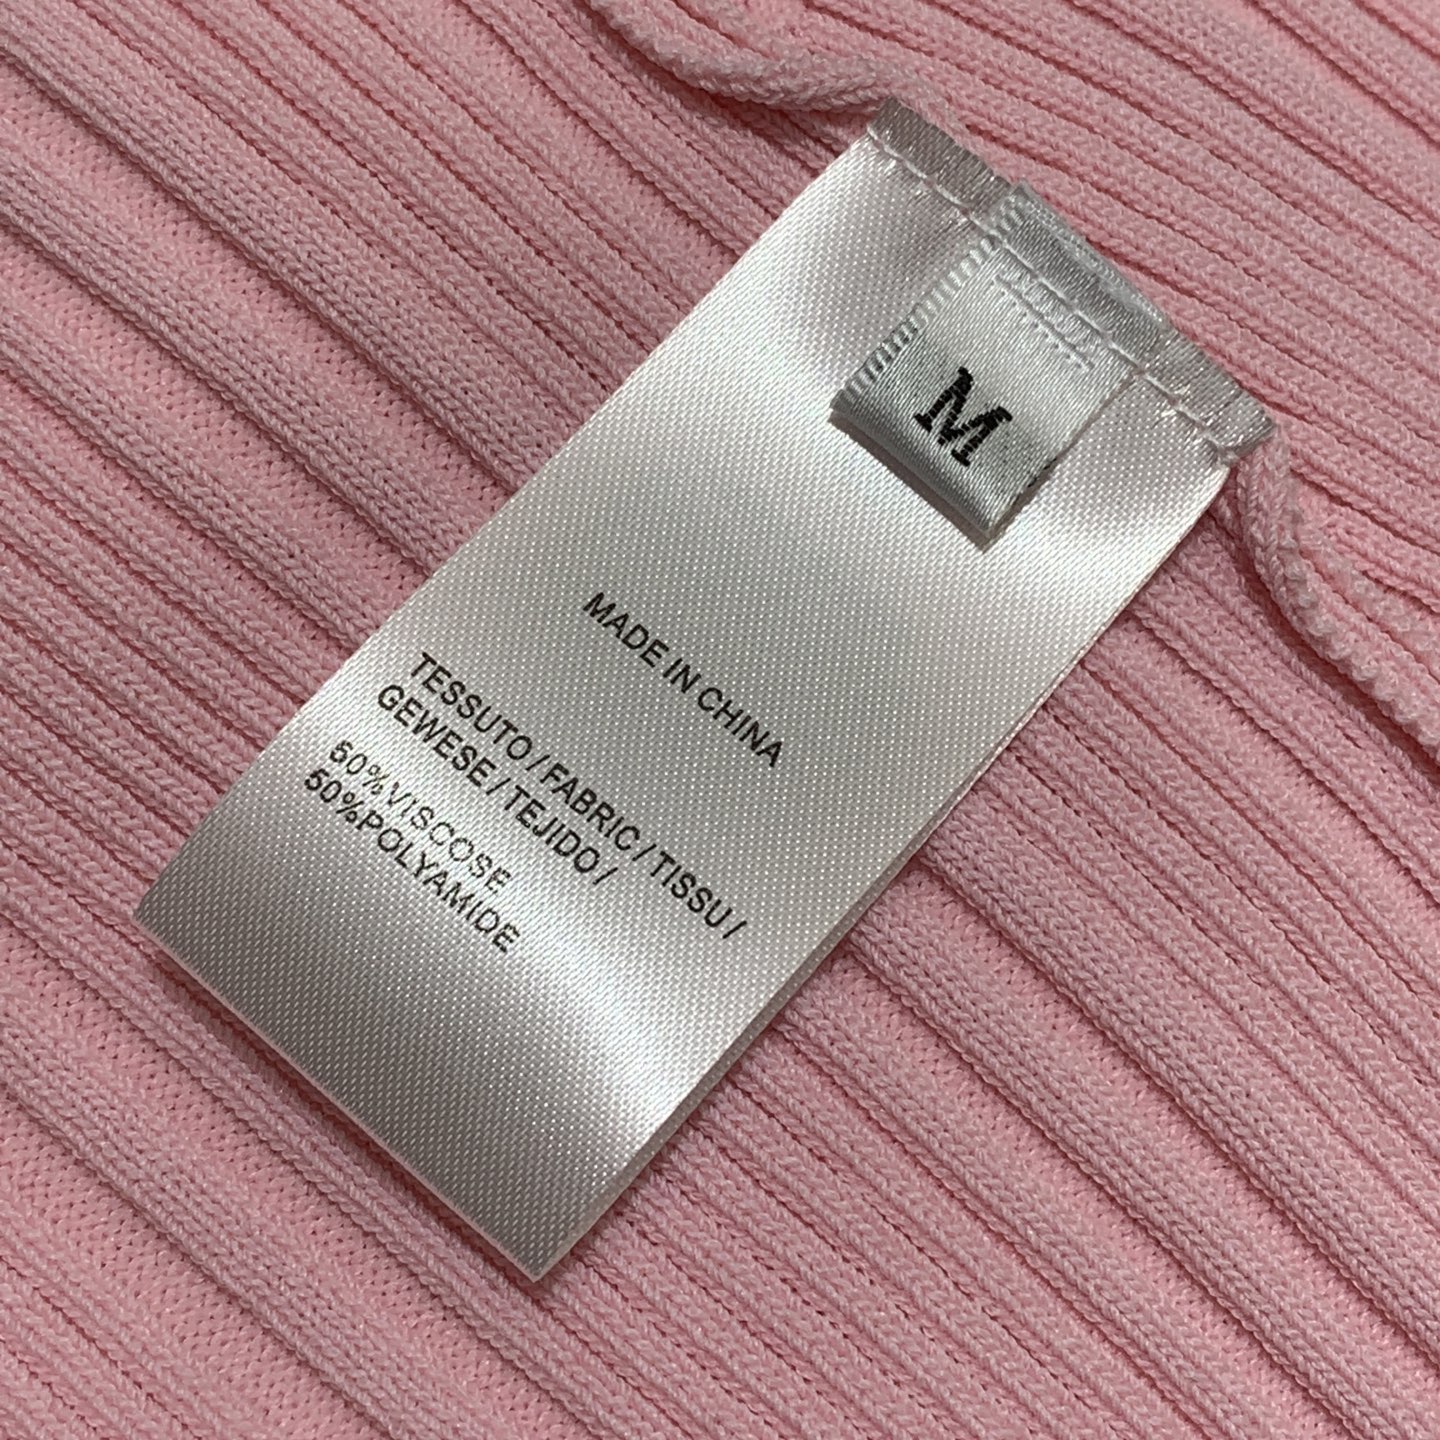 M
MADE IN CHINA
TESSUTO / FABRIC / TISSU /
GEWESE / TEJIDO /
50%VISCOSE
50%POLYAMIDE